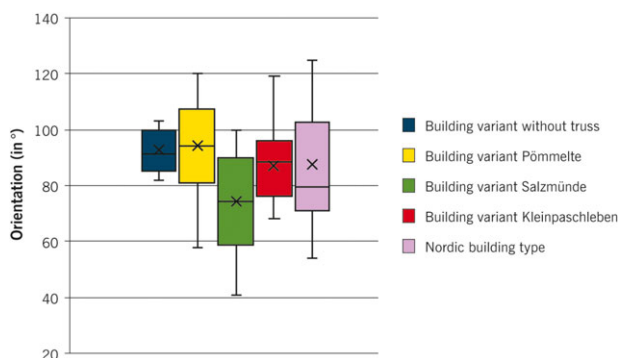 140
120
100
80
60
40
20
Orientation (in °)
Building variant without truss
Building variant Pömmelte
Building variant Salzmünde
Building variant Kleinpaschleben
Nordic building type